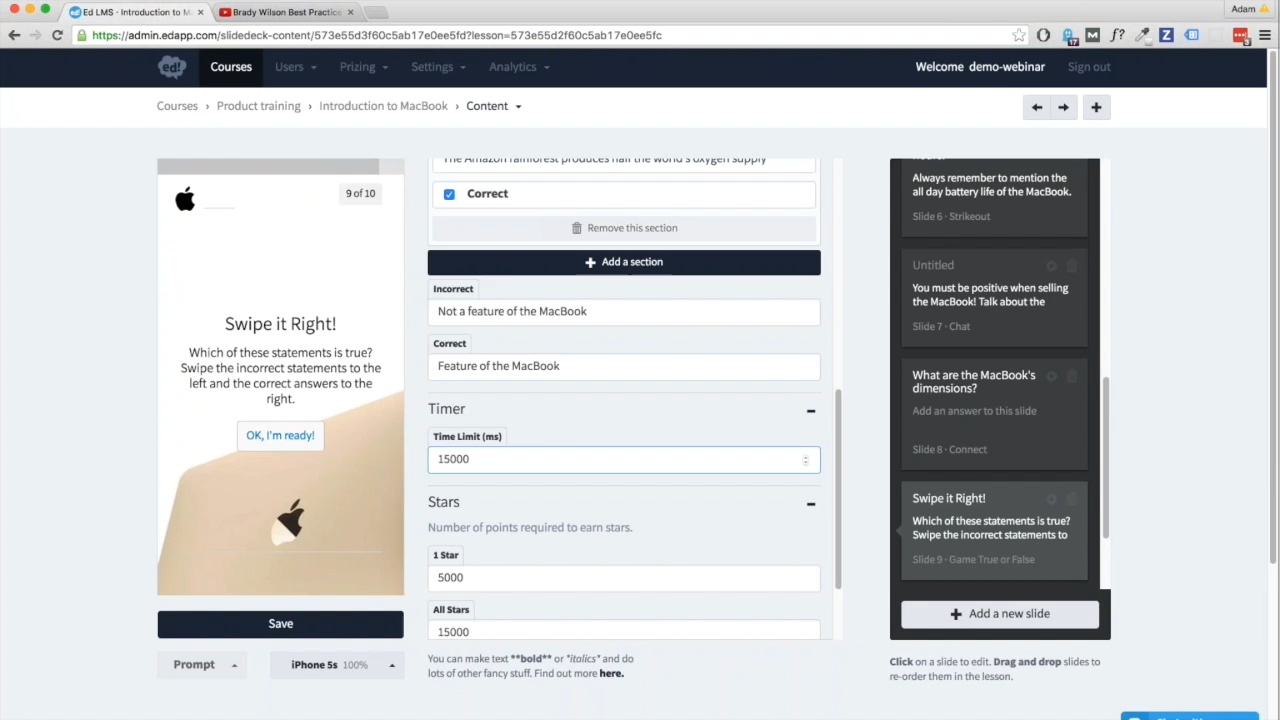 Ed LMS - Introduction to M
Brady Wilson Best Practice
Adam
https://admin.edapp.com/slidedeck-content/573e55d3f60c5ab17e0ee5fd?lesson=573e55d2f60c5ab17e0ee5fc
17
ed!
Courses
Users
Prizing
Settings
Analytics
Welcome demo-webinar
Sign out
Courses › Product training › Introduction to MacBook › Content
9 of 10
Swipe it Right!
Which of these statements is true?
Swipe the incorrect statements to the
left and the correct answers to the
right.
OK, I'm ready!
Save
Prompt
iPhone 5s 100%
The Amazon rainforest produces half the world's oxygen supply
Correct
Remove this section
Add a section
Incorrect
Not a feature of the MacBook
Correct
Feature of the MacBook
Timer
Time Limit (ms)
15000
Stars
Number of points required to earn stars.
1 Star
5000
All Stars
15000
You can make text **bold** or *italics* and do
lots of other fancy stuff. Find out more here.
Always remember to mention the
all day battery life of the MacBook.
Slide 6 · Strikeout
Untitled
You must be positive when selling
the MacBook! Talk about the
Slide 7 · Chat
What are the MacBook's
dimensions?
Add an answer to this slide
Slide 8 · Connect
Swipe it Right!
Which of these statements is true?
Swipe the incorrect statements to
Slide 9 · Game True or False
Add a new slide
Click on a slide to edit. Drag and drop slides to
re-order them in the lesson.